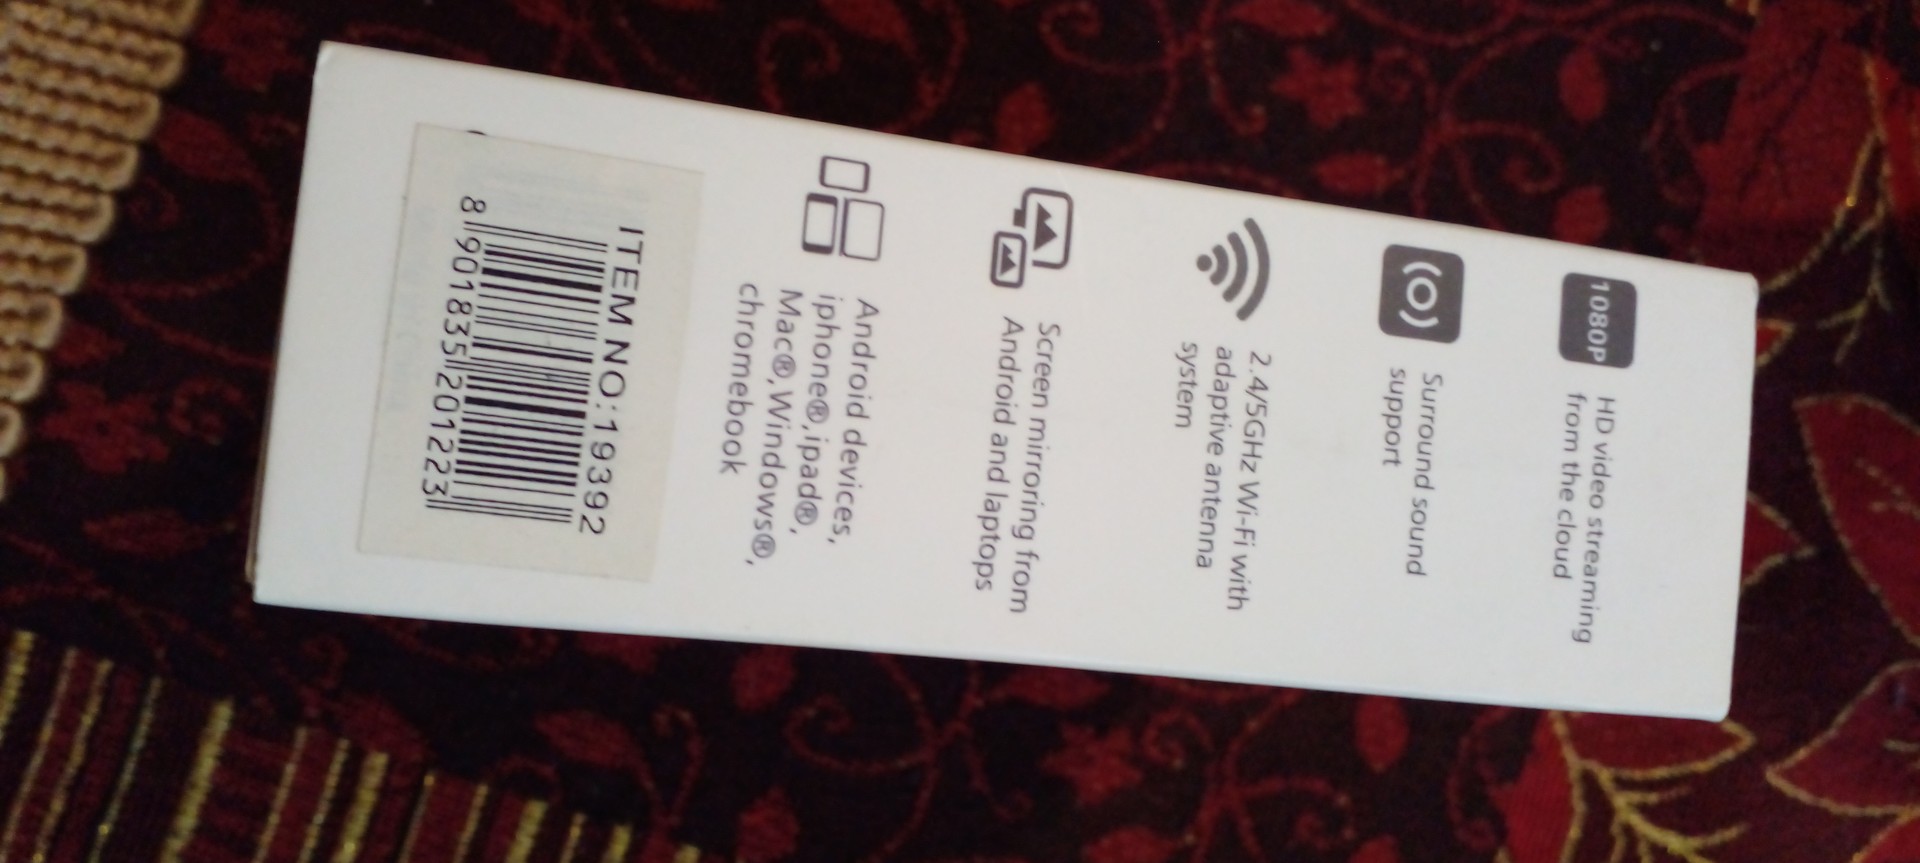 1080P
HD video streaming
from the cloud
Surround sound
support
2.4/5GHz Wi-Fi with
adaptive antenna
system
Screen mirroring from
Android and laptops
Android devices,
iphone®,ipad®,
Mac®,Windows®,
chromebook
ITEM NO:19392
8 901835 201223